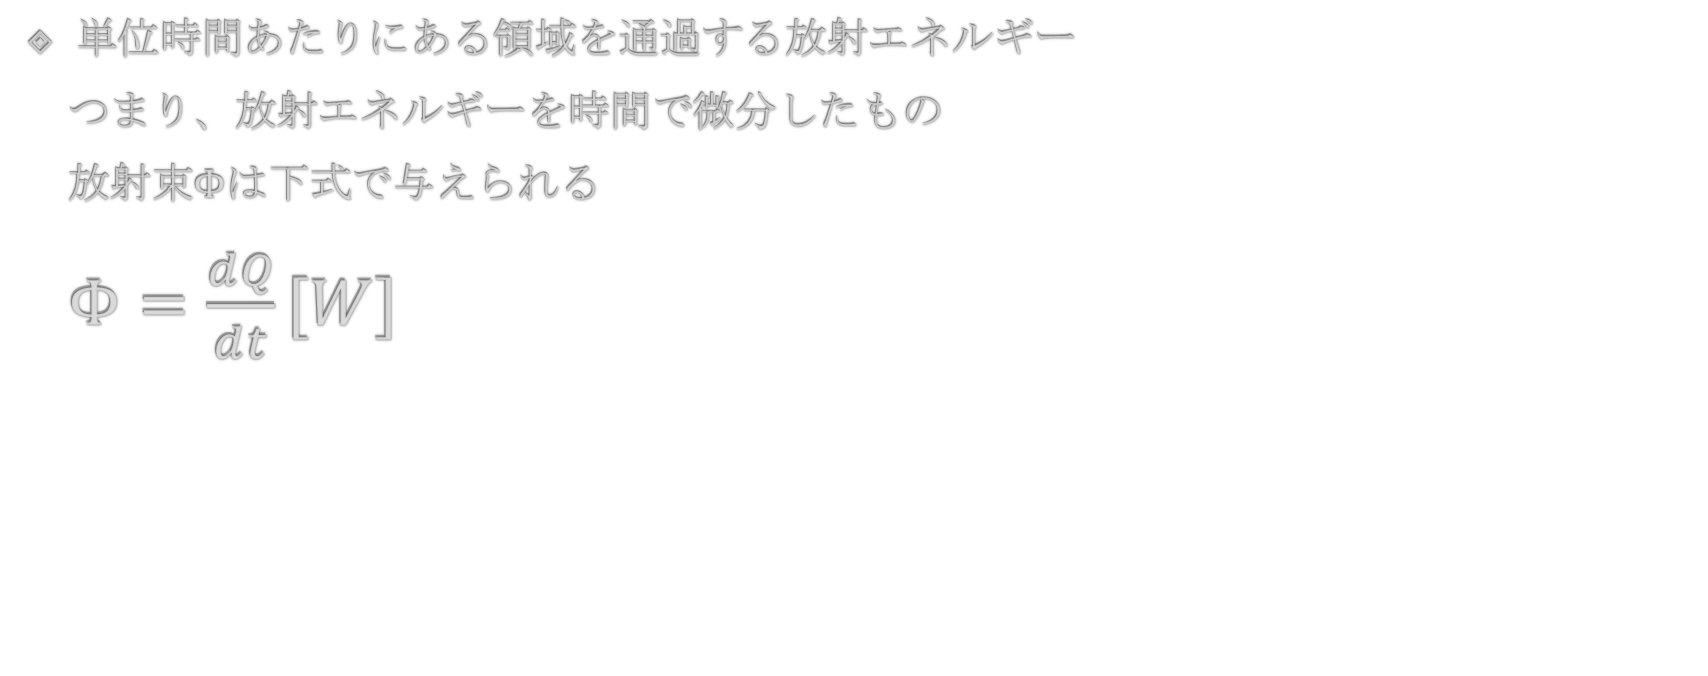 ❖ 単位時間あたりにある領域を通過する放射エネルギー
つまり、放射エネルギーを時間で微分したもの
放射束Φは下式で与えられる
Φ = dQ/dt [W]